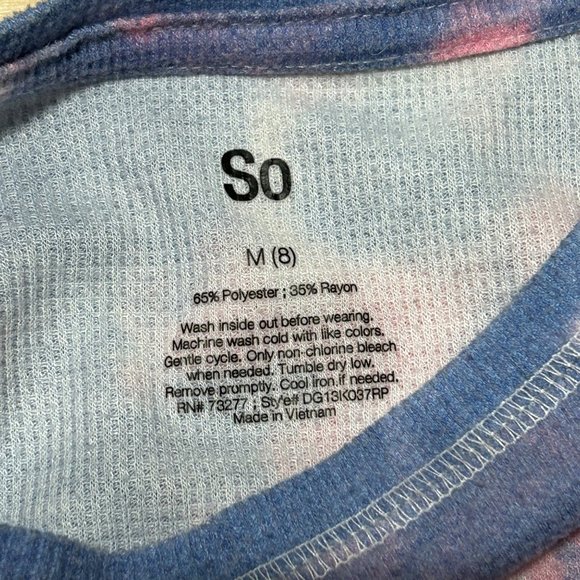 So
M (8)
65% Polyester ; 35% Rayon
Wash inside out before wearing.
Machine wash cold with like colors.
Gentle cycle. Only non-chlorine bleach
when needed. Tumble dry low.
Remove promptly. Cool iron if needed.
RN# 73277 ; Style# DG13K037RP
Made in Vietnam